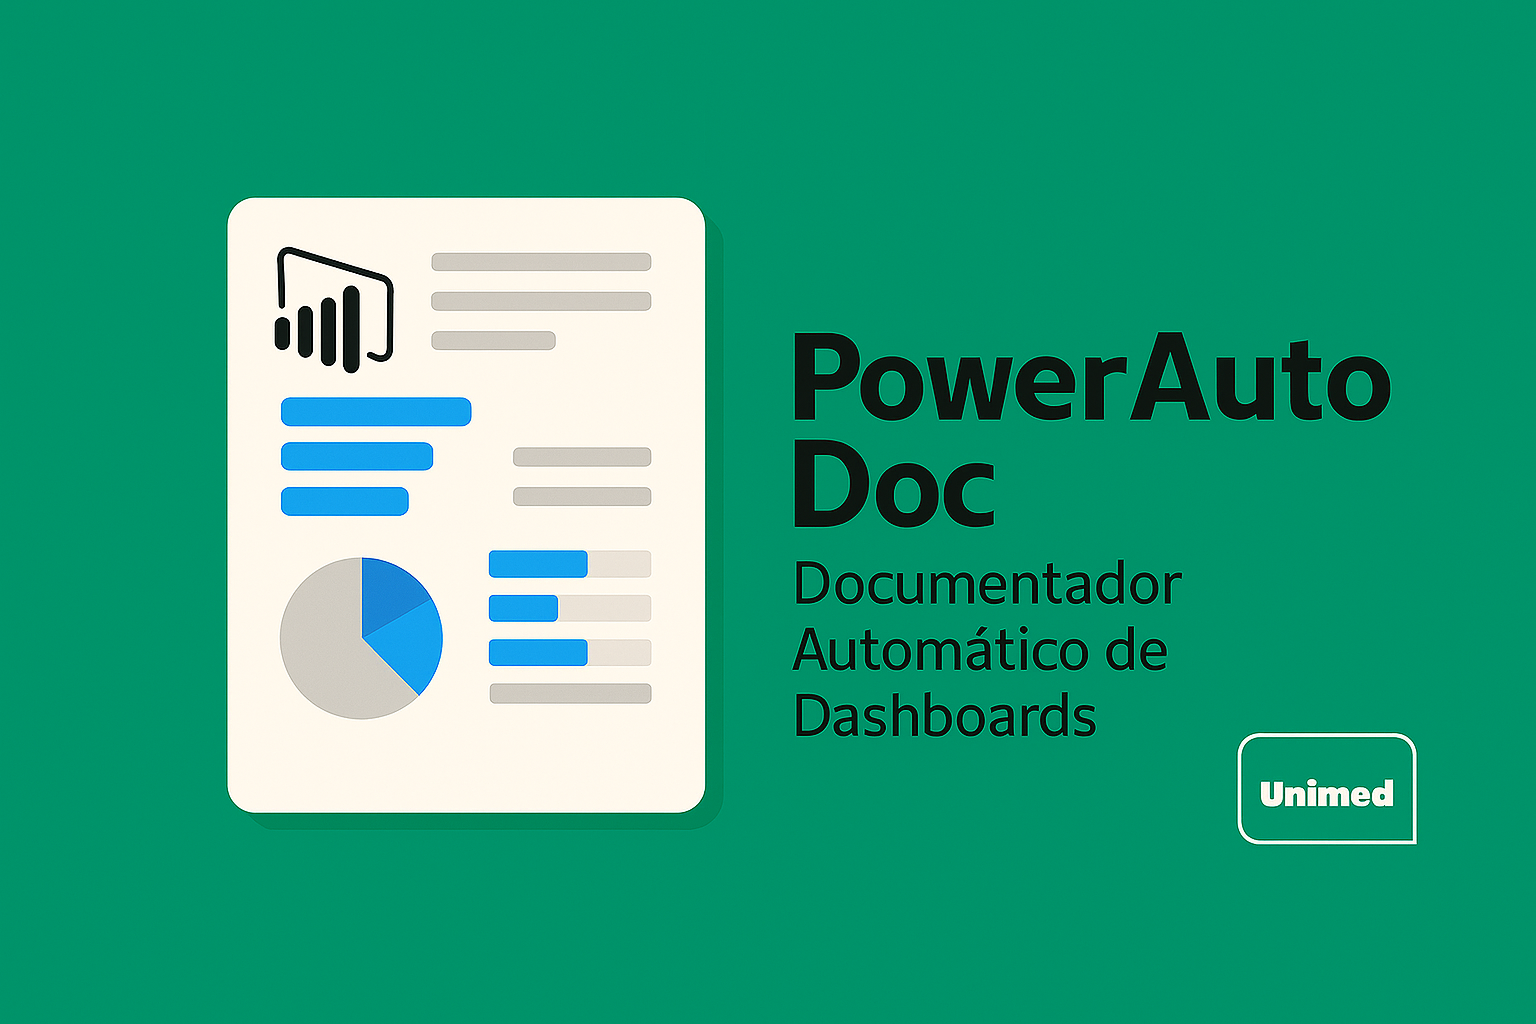 PowerAuto
Doc
Documentador
Automático de
Dashboards
Unimed